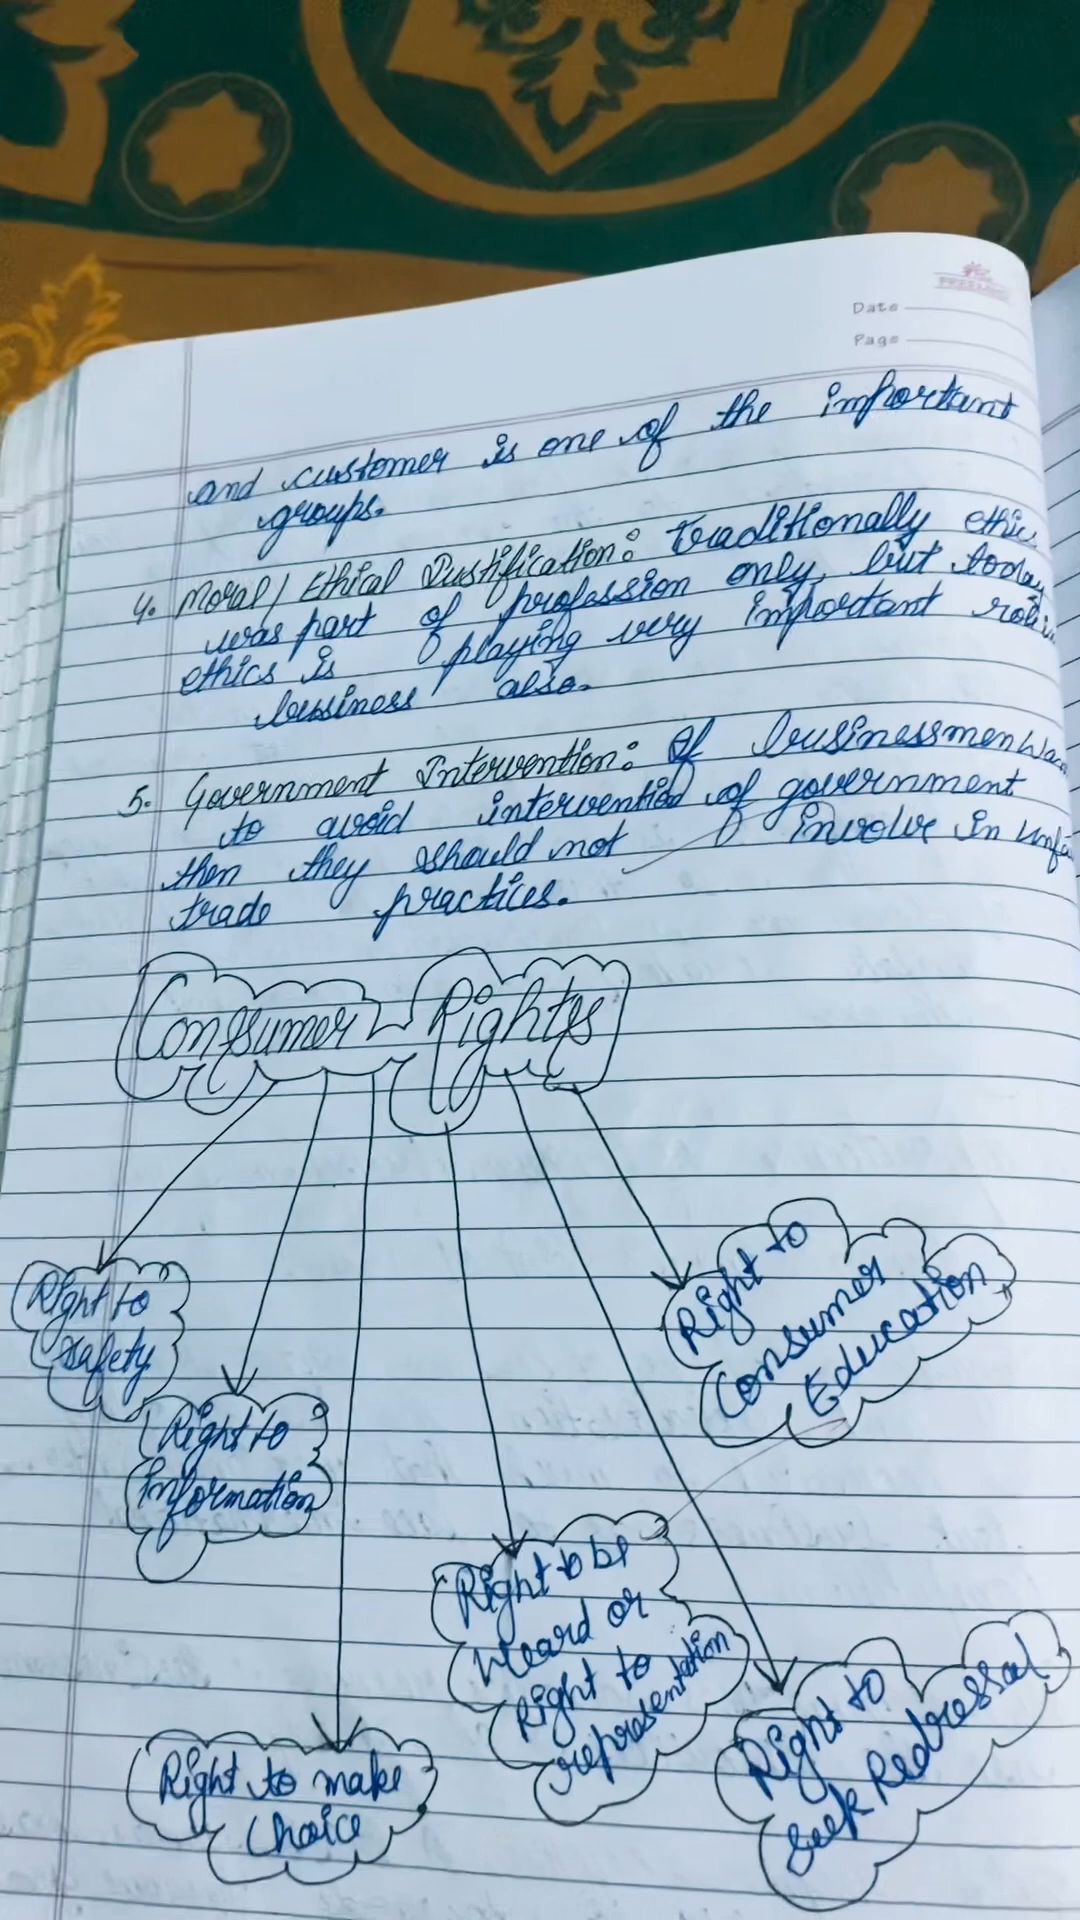 Date
Page
and customer is one of the important
groups.
4. Moral/ Ethical Justification: Traditionally ethic
was part of profession only, but today
ethics is playing very important role
bussiness also.
5. Government Intervention: If businessmen
to avoid intervention of government
then they should not involve in
trade practices.
Consumer Rights
Right to
safety
Right to
Information
Right to make
choice
Right to be
Heard or
Right to
representation
Right to
seek Redressal
Right to
Consumer
Education